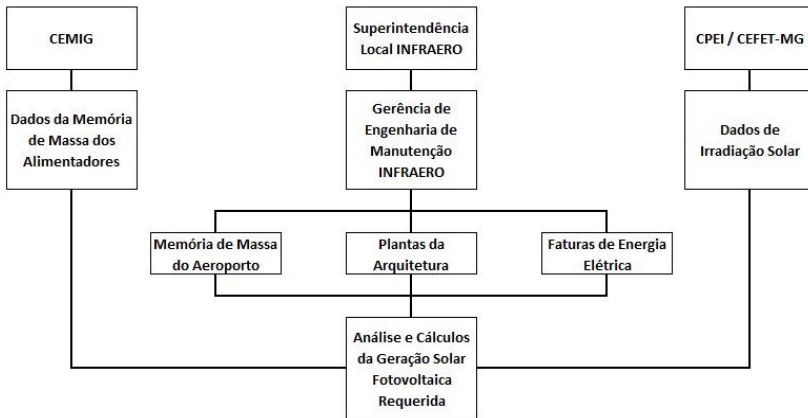 CEMIG
Superintendência
Local INFRAERO
CPEI / CEFET-MG
Dados da Memória
de Massa dos
Alimentadores
Gerência de
Engenharia de
Manutenção
INFRAERO
Dados de
Irradiação Solar
Memória de Massa
do Aeroporto
Plantas da
Arquitetura
Faturas de Energia
Elétrica
Análise e Cálculos
da Geração Solar
Fotovoltaica
Requerida